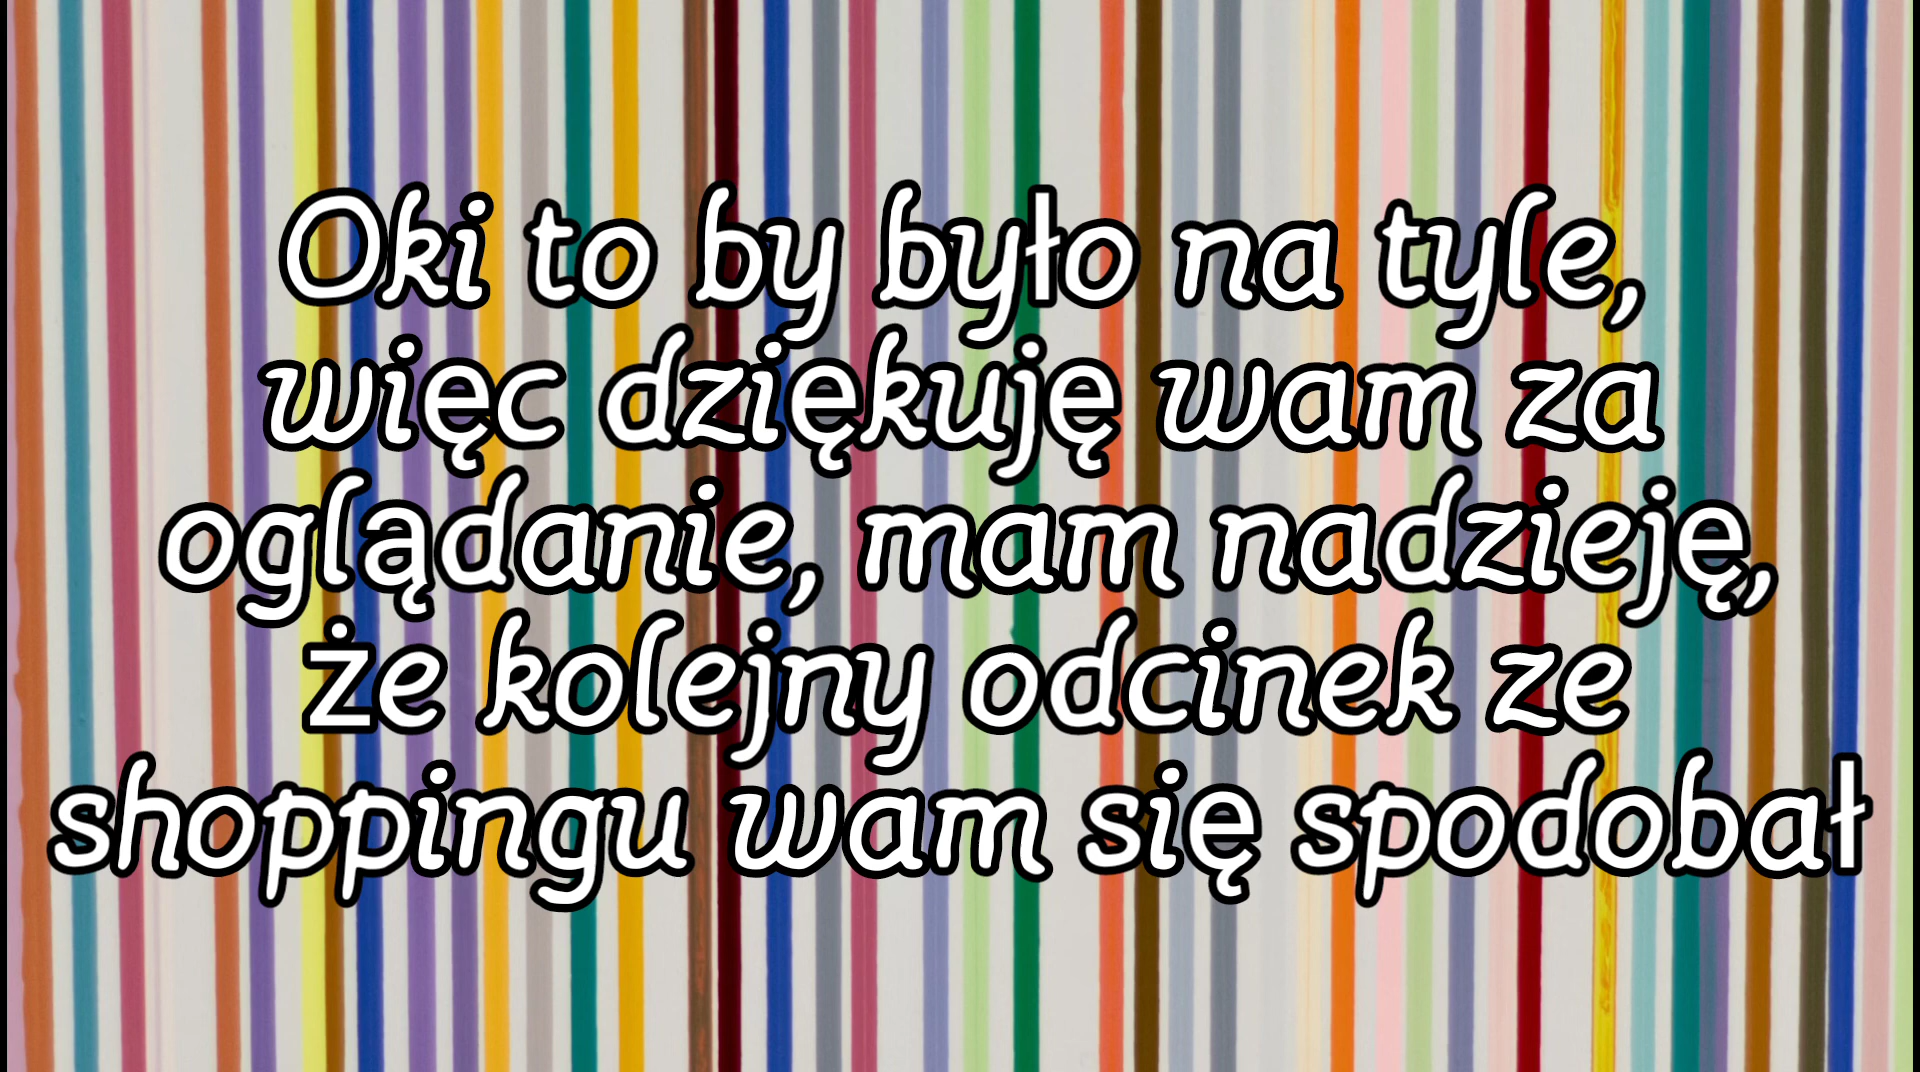 Oki to by było na tyle,
więc dziękuję wam za
oglądanie, mam nadzieję,
że kolejny odcinek ze
shoppingu wam się spodobał